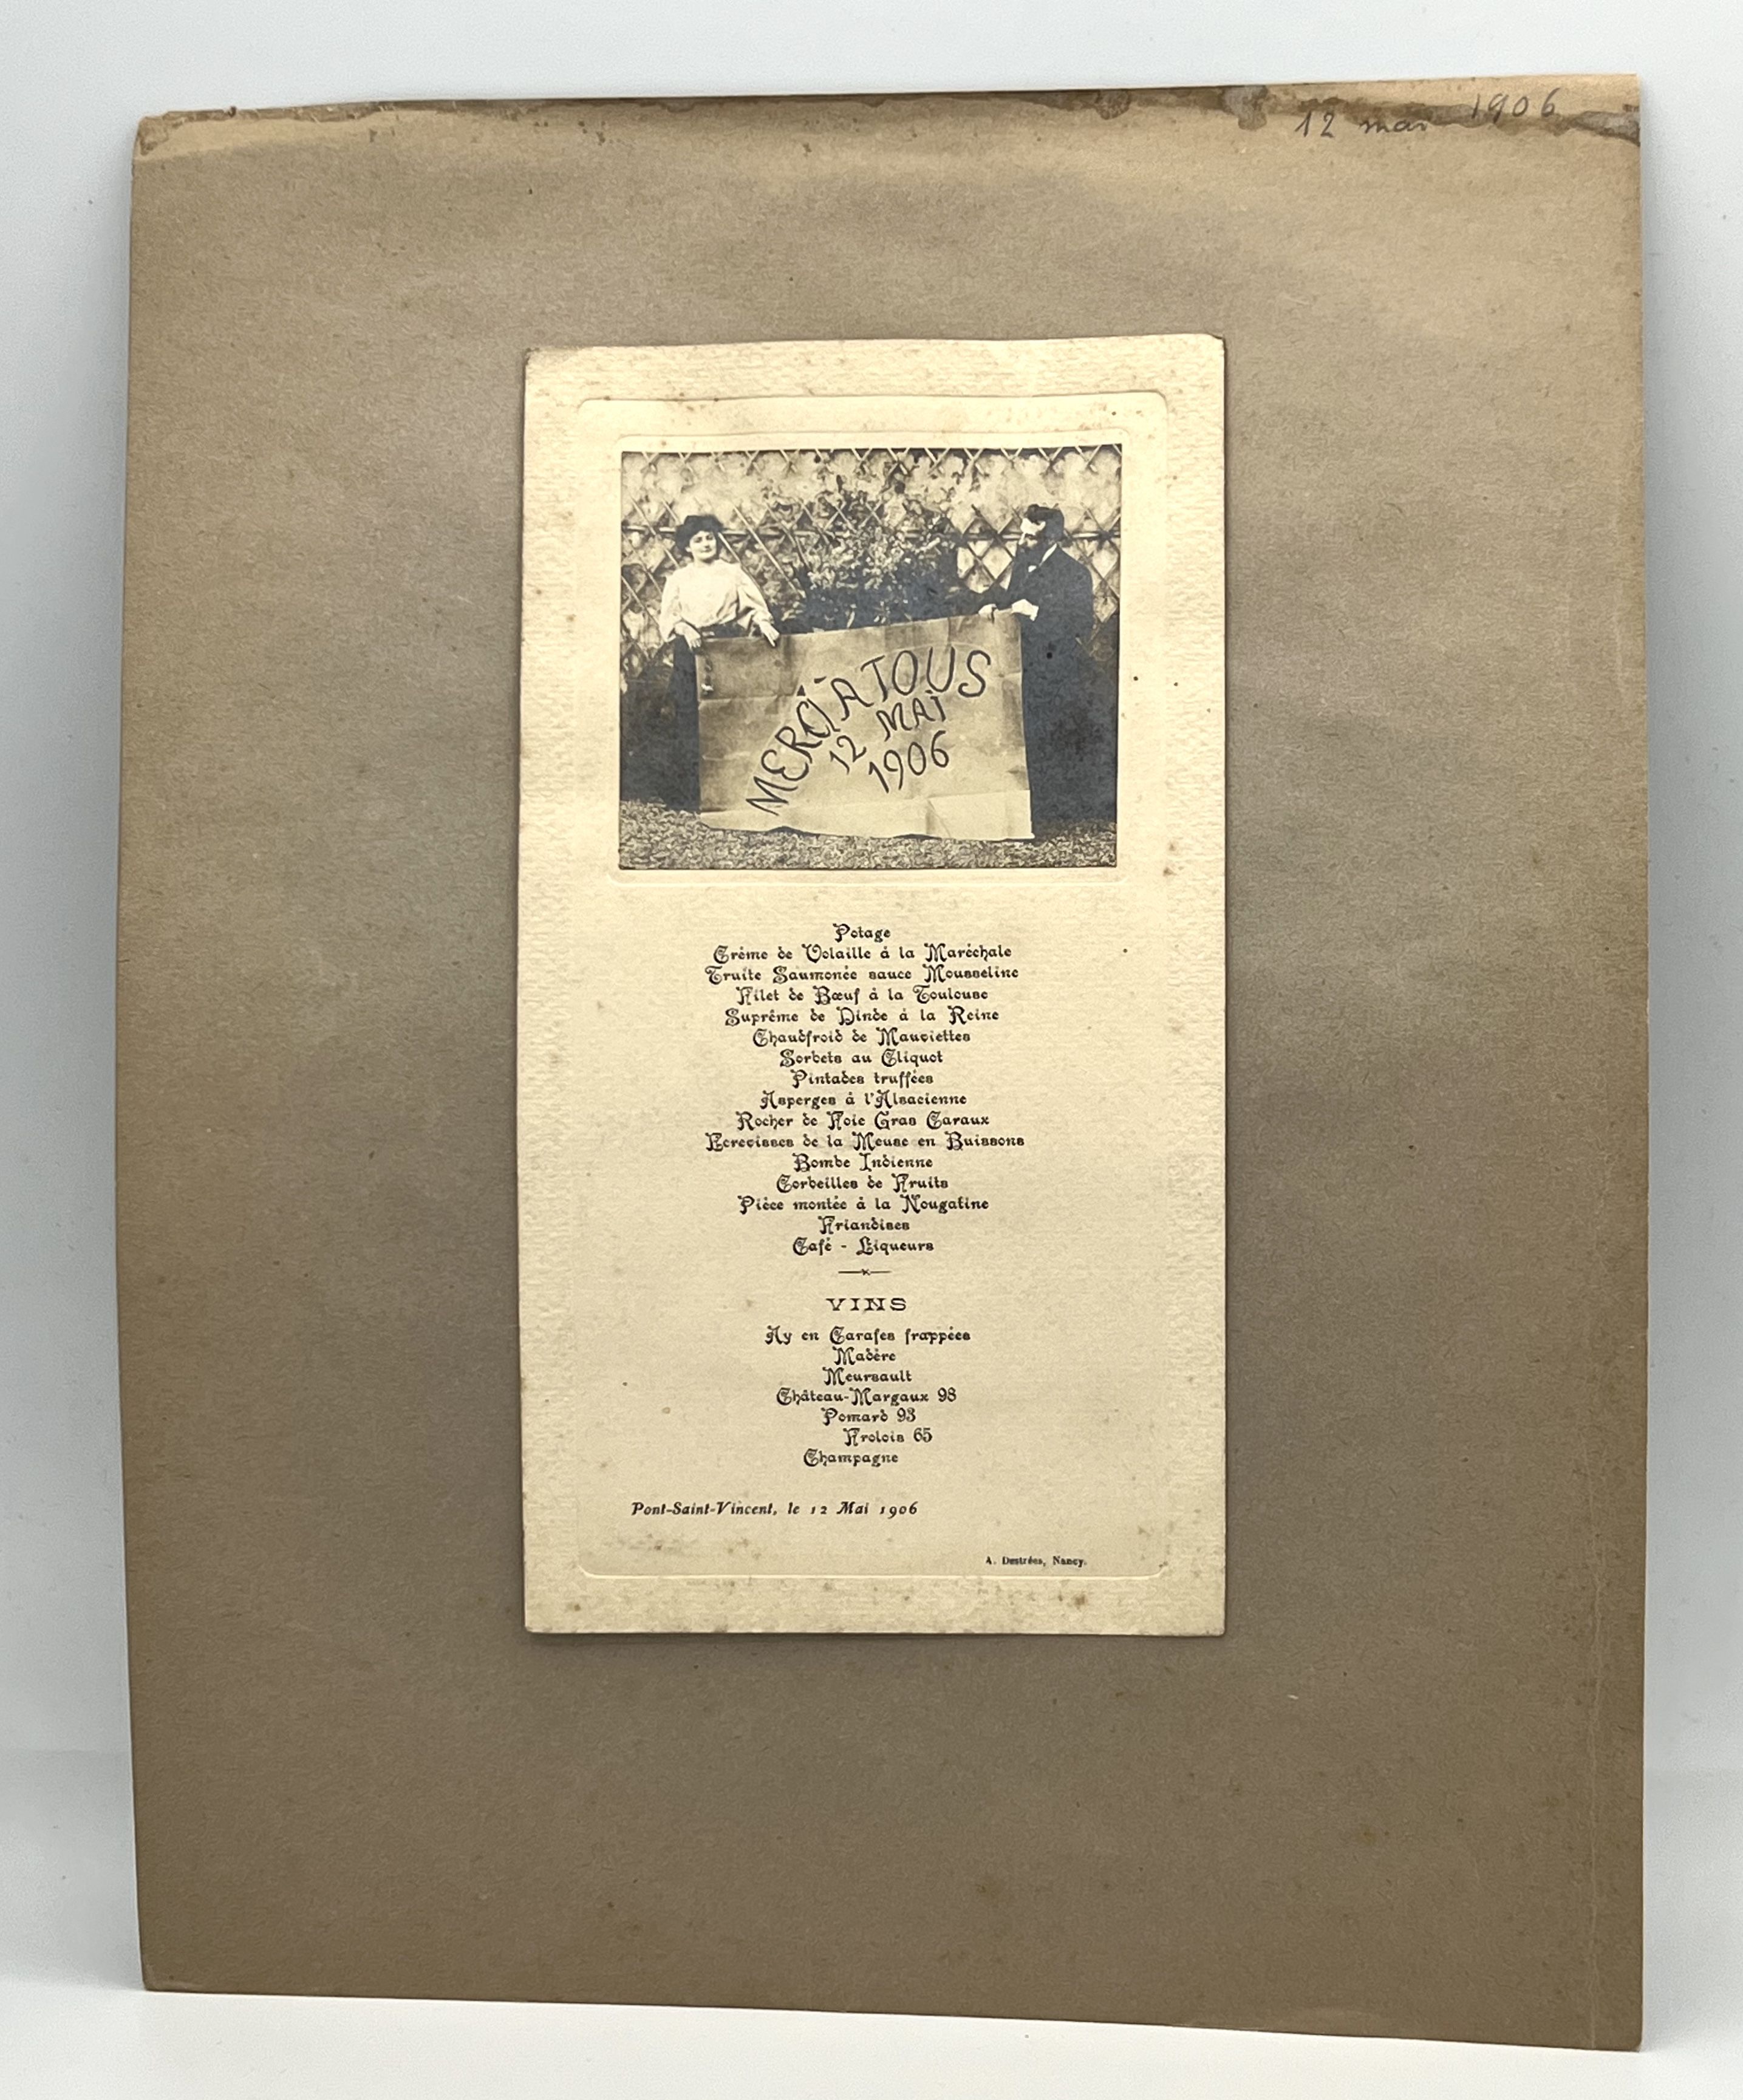 12 mai 1906
MERCI À TOUS
12 MAI
1906
Potage
Crème de Volaille à la Maréchale
Truite Saumonée sauce Mousseline
Filet de Bœuf à la Toulouse
Suprême de Dinde à la Reine
Chaudfroid de Mauviettes
Sorbets au Cliquot
Pintades truffées
Asperges à l'Alsacienne
Rocher de Foie Gras Garaux
Ecrevisses de la Meuse en Buissons
Bombe Indienne
Corbeilles de Fruits
Pièce montée à la Nougatine
Friandises
Café - Liqueurs
VINS
Ay en Carafes frappées
Madère
Meursault
Château-Margaux 98
Pomard 93
Frolois 65
Champagne
Pont-Saint-Vincent, le 12 Mai 1906
A. Destrées, Nancy.